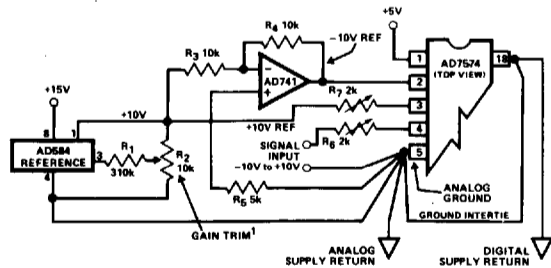 R4 10k
-10V REF
+5V
R3 10k
AD741
-
+
1
AD7574
(TOP VIEW)
18
2
+15V
R7 2k
3
+10V
+10V REF
8
1
AD584
REFERENCE
R1
310k
3
R2
10k
SIGNAL
INPUT
R6 2k
4
-10V to +10V
5
4
R5 5k
ANALOG
GROUND
GAIN TRIM1
GROUND INTERTIE
ANALOG
SUPPLY RETURN
DIGITAL
SUPPLY RETURN